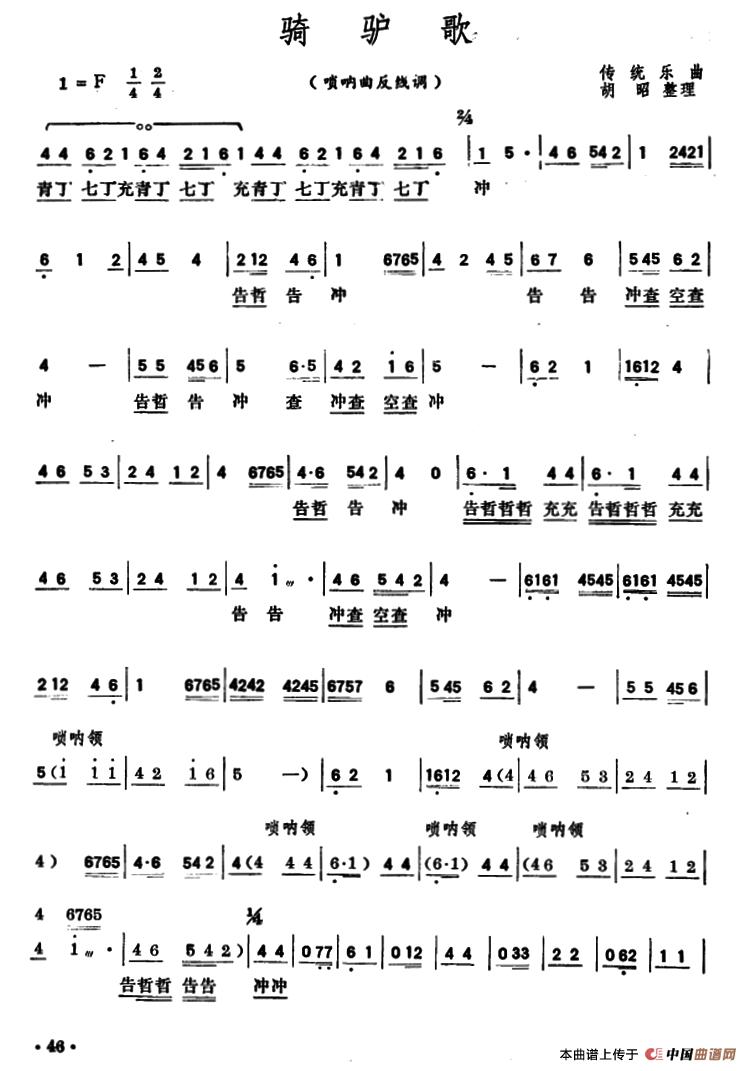 骑驴歌
1=F 1/4 2/4 (唢呐曲反线调) 传统乐曲
胡昭整理
2/4
44 6216̣4 2161 44 6216̣4 216 | 1 5· | 46 542 | 1 2421 |
青丁 七丁充青丁 七丁 充青丁 七丁充青丁 七丁 冲
6 1 2 | 45 4 | 212 46 | 1 6765 | 4 2 45 | 67 6 | 545 62 |
告哲 告 冲 告 告 冲查 空查
4 — | 55 456 | 5 6·5 | 42 16 | 5 — | 62 1 | 1612 4 |
冲 告哲 告 冲 查 冲查 空查 冲
46 53 | 24 12 | 4 6765 | 4·6 542 | 4 0 | 6·1 44 | 6·1 44 |
告哲 告 冲 告哲哲哲 充充 告哲哲哲 充充
46 53 | 24 12 | 4 1· | 46 542 | 4 — | 6161 4545 | 6161 4545 |
告 告 冲查 空查 冲
212 46 | 1 6765 | 4242 4245 | 6757 6 | 545 62 | 4 — | 55 456 |
唢呐领 唢呐领
5(1 11 | 42 16 | 5 —) | 62 1 | 1612 4(4 | 46 53 | 24 12 |
唢呐领 唢呐领 唢呐领
4) 6765 | 4·6 542 | 4(4 44 | (6·1) 44 | (6·1) 44 | (46 53 | 24 12 |
4 6765 1/4
4 1· | 46 542) | 44 | 077 | 61 | 012 | 44 | 033 | 22 | 062 | 11 |
告哲哲 告告 冲冲
·46·
本曲谱上传于 中国曲谱网